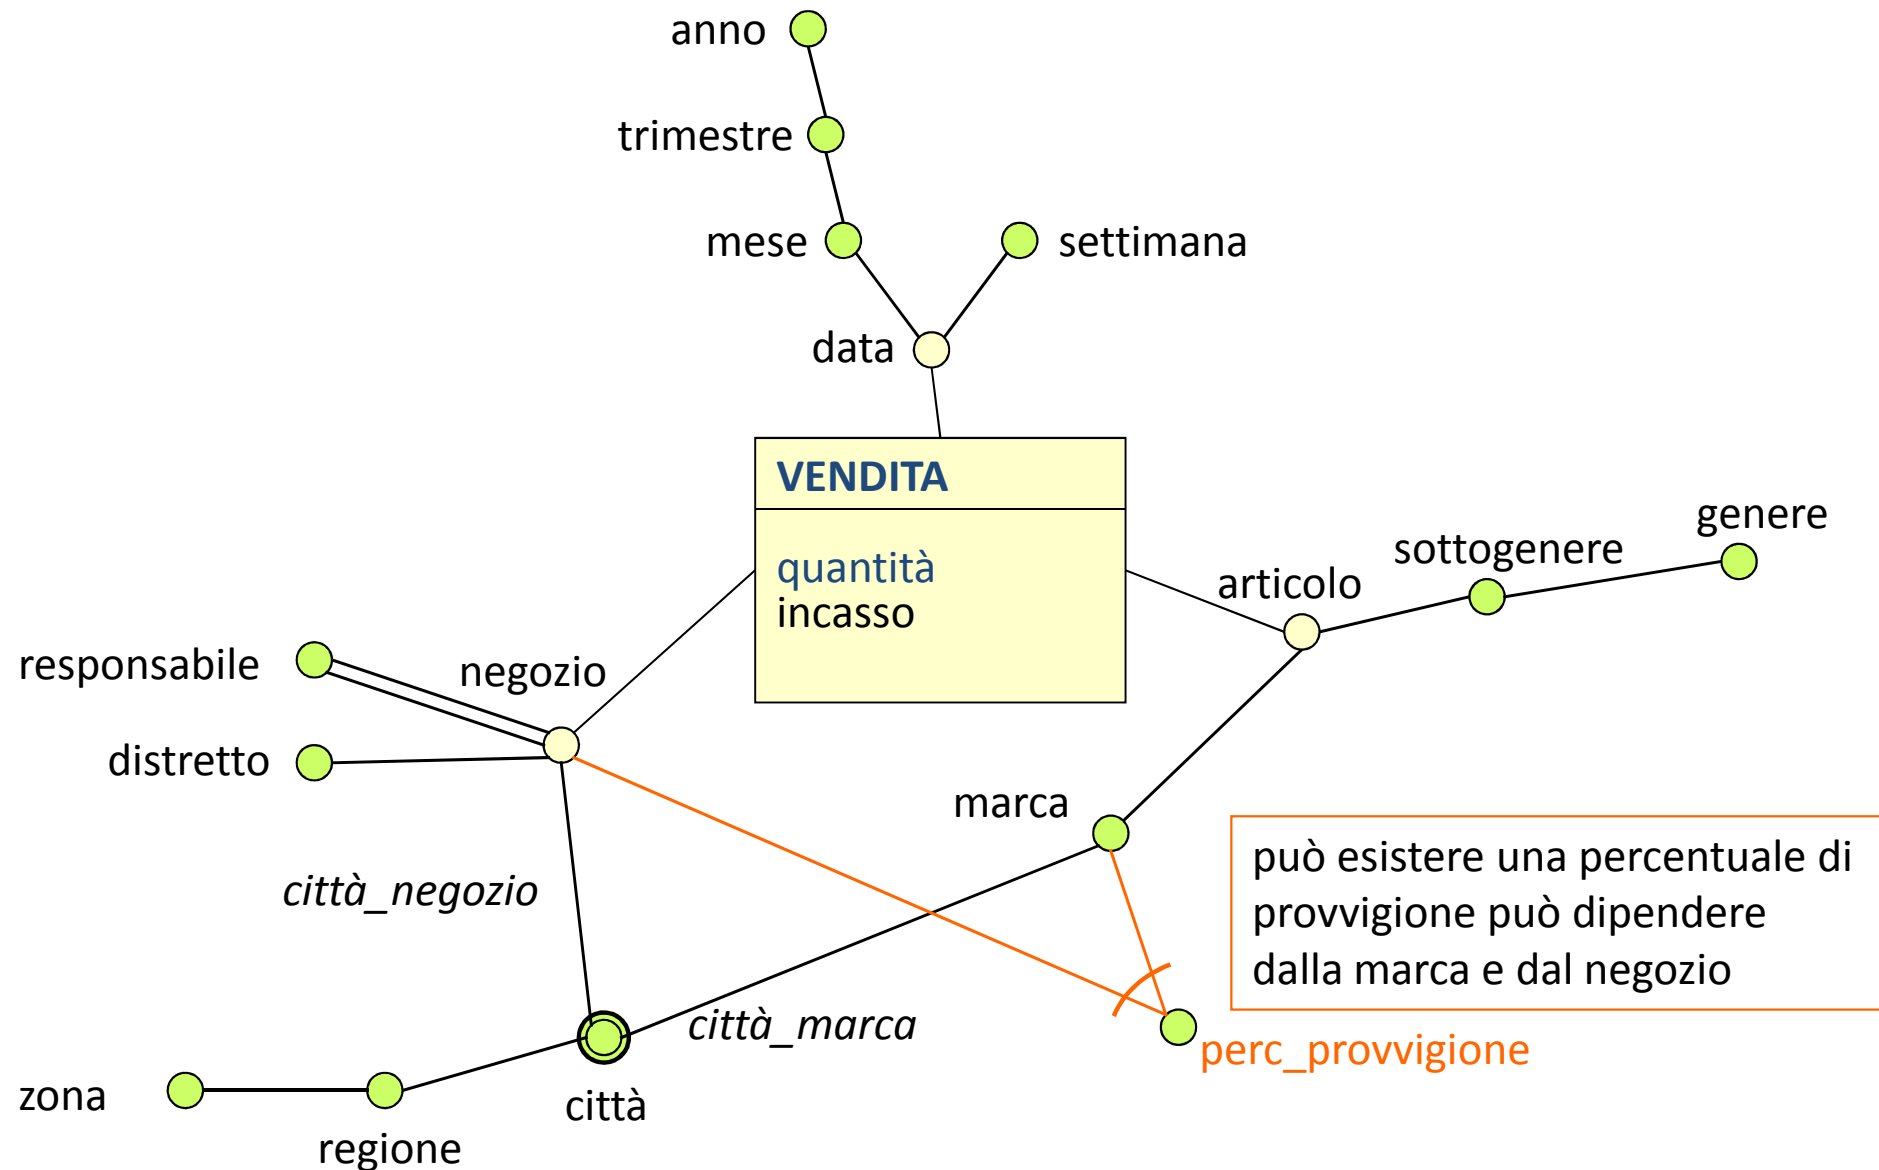 anno
trimestre
mese
settimana
data
VENDITA
quantità
incasso
genere
sottogenere
articolo
responsabile
negozio
distretto
marca
può esistere una percentuale di
provvigione può dipendere
dalla marca e dal negozio
città_negozio
città_marca
perc_provvigione
zona
città
regione